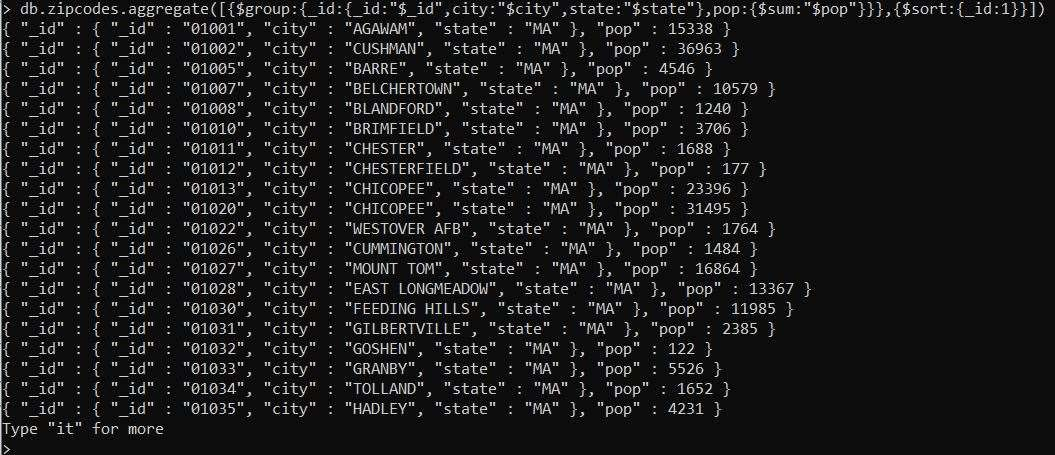 > db.zipcodes.aggregate([{$group:{_id:{_id:"$_id",city:"$city",state:"$state"},pop:{$sum:"$pop"}}},{$sort:{_id:1}}])
{ "_id" : { "_id" : "01001", "city" : "AGAWAM", "state" : "MA" }, "pop" : 15338 }
{ "_id" : { "_id" : "01002", "city" : "CUSHMAN", "state" : "MA" }, "pop" : 36963 }
{ "_id" : { "_id" : "01005", "city" : "BARRE", "state" : "MA" }, "pop" : 4546 }
{ "_id" : { "_id" : "01007", "city" : "BELCHERTOWN", "state" : "MA" }, "pop" : 10579 }
{ "_id" : { "_id" : "01008", "city" : "BLANDFORD", "state" : "MA" }, "pop" : 1240 }
{ "_id" : { "_id" : "01010", "city" : "BRIMFIELD", "state" : "MA" }, "pop" : 3706 }
{ "_id" : { "_id" : "01011", "city" : "CHESTER", "state" : "MA" }, "pop" : 1688 }
{ "_id" : { "_id" : "01012", "city" : "CHESTERFIELD", "state" : "MA" }, "pop" : 177 }
{ "_id" : { "_id" : "01013", "city" : "CHICOPEE", "state" : "MA" }, "pop" : 23396 }
{ "_id" : { "_id" : "01020", "city" : "CHICOPEE", "state" : "MA" }, "pop" : 31495 }
{ "_id" : { "_id" : "01022", "city" : "WESTOVER AFB", "state" : "MA" }, "pop" : 1764 }
{ "_id" : { "_id" : "01026", "city" : "CUMMINGTON", "state" : "MA" }, "pop" : 1484 }
{ "_id" : { "_id" : "01027", "city" : "MOUNT TOM", "state" : "MA" }, "pop" : 16864 }
{ "_id" : { "_id" : "01028", "city" : "EAST LONGMEADOW", "state" : "MA" }, "pop" : 13367 }
{ "_id" : { "_id" : "01030", "city" : "FEEDING HILLS", "state" : "MA" }, "pop" : 11985 }
{ "_id" : { "_id" : "01031", "city" : "GILBERTVILLE", "state" : "MA" }, "pop" : 2385 }
{ "_id" : { "_id" : "01032", "city" : "GOSHEN", "state" : "MA" }, "pop" : 122 }
{ "_id" : { "_id" : "01033", "city" : "GRANBY", "state" : "MA" }, "pop" : 5526 }
{ "_id" : { "_id" : "01034", "city" : "TOLLAND", "state" : "MA" }, "pop" : 1652 }
{ "_id" : { "_id" : "01035", "city" : "HADLEY", "state" : "MA" }, "pop" : 4231 }
Type "it" for more
>